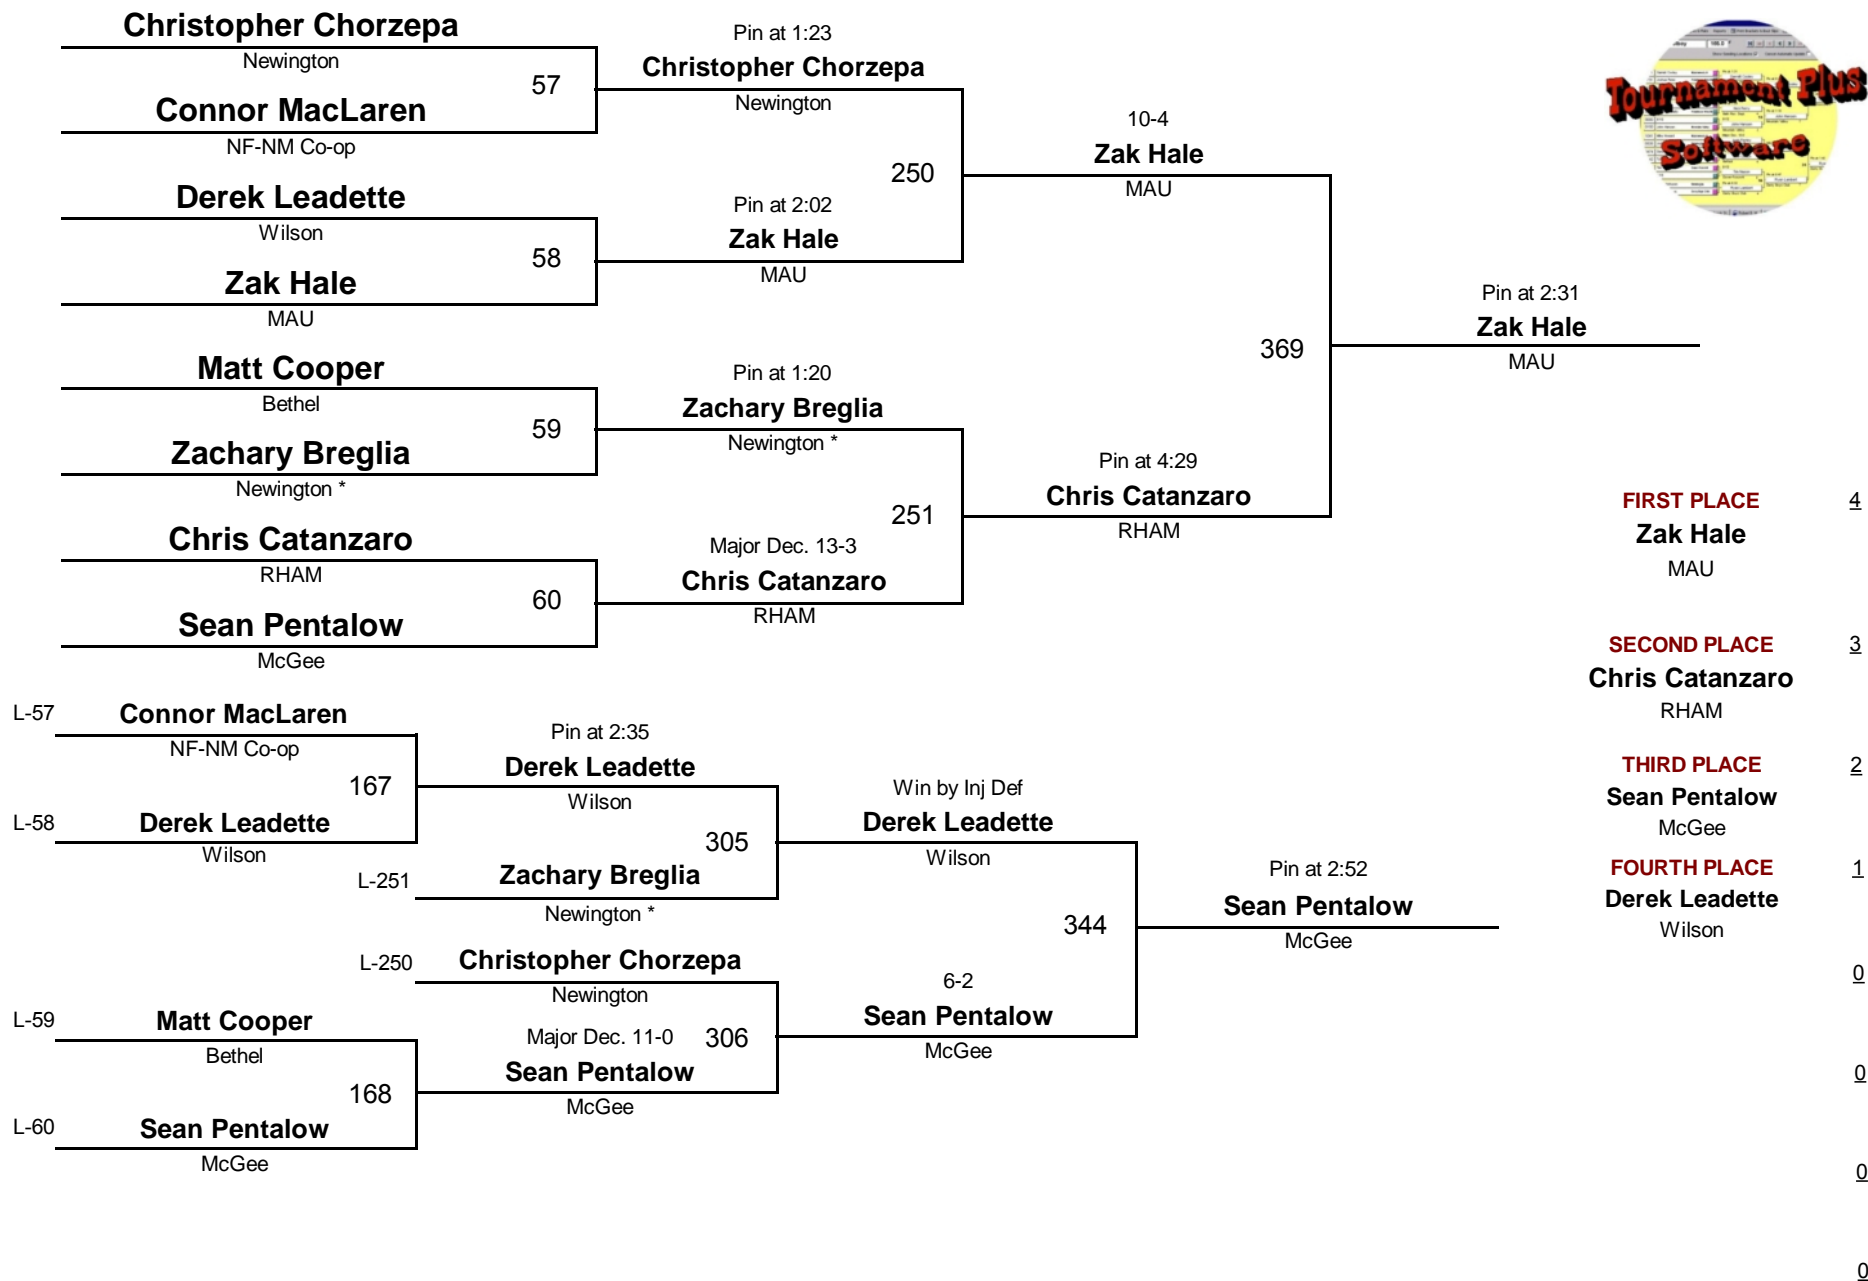 Christopher Chorzepa
Newington
57
Connor MacLaren
NF-NM Co-op
Derek Leadette
Wilson
58
Zak Hale
MAU
Matt Cooper
Bethel
59
Zachary Breglia
Newington *
Chris Catanzaro
RHAM
60
Sean Pentalow
McGee
Pin at 1:23
Christopher Chorzepa
Newington
250
Pin at 2:02
Zak Hale
MAU
Pin at 1:20
Zachary Breglia
Newington *
251
Major Dec. 13-3
Chris Catanzaro
RHAM
10-4
Zak Hale
MAU
369
Pin at 4:29
Chris Catanzaro
RHAM
Pin at 2:31
Zak Hale
MAU
Tournament Plus
Software
L-57
Connor MacLaren
NF-NM Co-op
167
L-58
Derek Leadette
Wilson
Pin at 2:35
Derek Leadette
Wilson
305
L-251
Zachary Breglia
Newington *
L-250
Christopher Chorzepa
Newington
306
L-59
Matt Cooper
Bethel
168
L-60
Sean Pentalow
McGee
Major Dec. 11-0
Sean Pentalow
McGee
Win by Inj Def
Derek Leadette
Wilson
344
6-2
Sean Pentalow
McGee
Pin at 2:52
Sean Pentalow
McGee
FIRST PLACE 4
Zak Hale
MAU
SECOND PLACE 3
Chris Catanzaro
RHAM
THIRD PLACE 2
Sean Pentalow
McGee
FOURTH PLACE 1
Derek Leadette
Wilson
0
0
0
0